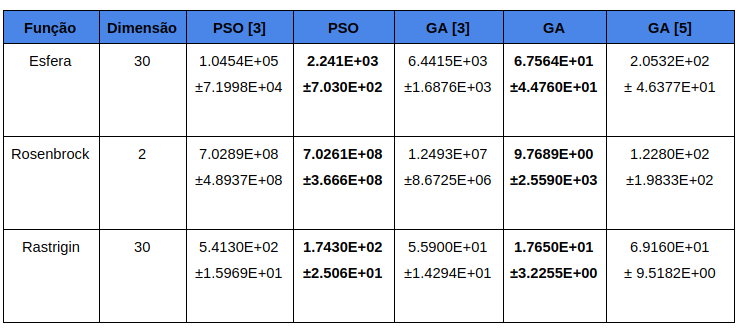 Função Dimensão PSO [3] PSO GA [3] GA GA [5]
Esfera 30 1.0454E+05 2.241E+03 6.4415E+03 6.7564E+01 2.0532E+02
±7.1998E+04 ±7.030E+02 ±1.6876E+03 ±4.4760E+01 ± 4.6377E+01
Rosenbrock 2 7.0289E+08 7.0261E+08 1.2493E+07 9.7689E+00 1.2280E+02
±4.8937E+08 ±3.666E+08 ±8.6725E+06 ±2.5590E+03 ±1.9833E+02
Rastrigin 30 5.4130E+02 1.7430E+02 5.5900E+01 1.7650E+01 6.9160E+01
±1.5969E+01 ±2.506E+01 ±1.4294E+01 ±3.2255E+00 ± 9.5182E+00